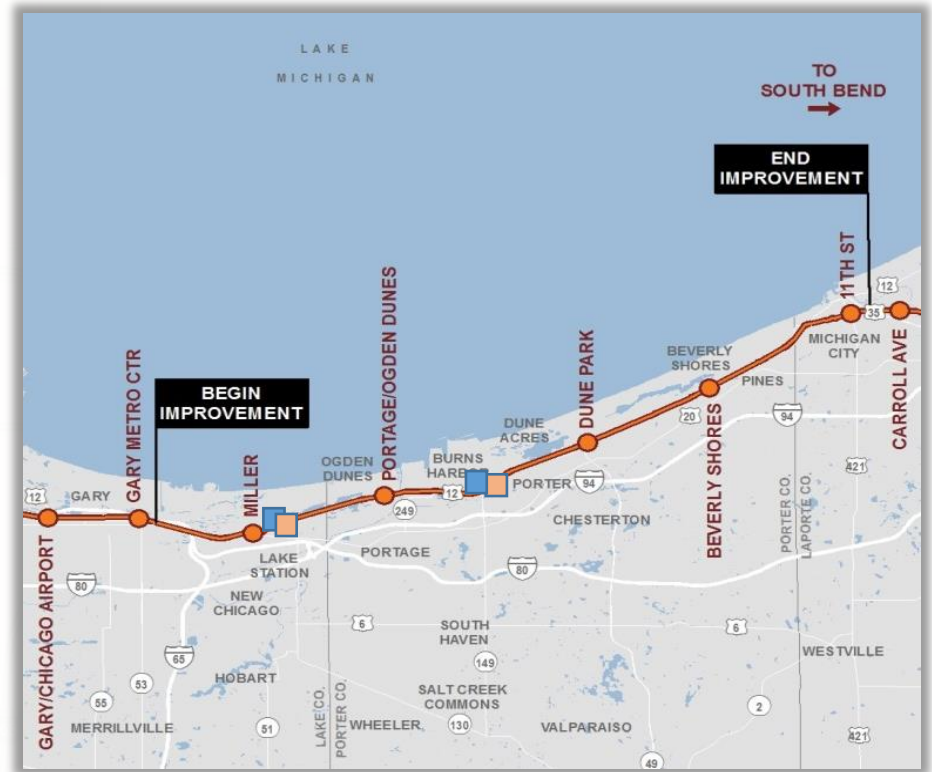 LAKE
MICHIGAN
TO
SOUTH BEND
END
IMPROVEMENT
BEGIN
IMPROVEMENT
GARY/CHICAGO AIRPORT
GARY METRO CTR
MILLER
PORTAGE/OGDEN DUNES
DUNE PARK
BEVERLY SHORES
11TH ST
CARROLL AVE
12
35
MICHIGAN
CITY
BEVERLY
SHORES
PINES
20
94
DUNE
ACRES
421
OGDEN
DUNES
BURNS
12
PORTER
94
12
GARY
249
CHESTERTON
PORTER CO.
LAPORTE CO.
LAKE
STATION
PORTAGE
80
80
NEW
CHICAGO
6
SOUTH
HAVEN
6
65
149
WESTVILLE
HOBART
53
55
SALT CREEK
COMMONS
2
MERRILLVILLE
51
LAKE CO.
PORTER CO.
WHEELER
130
VALPARAISO
421
49